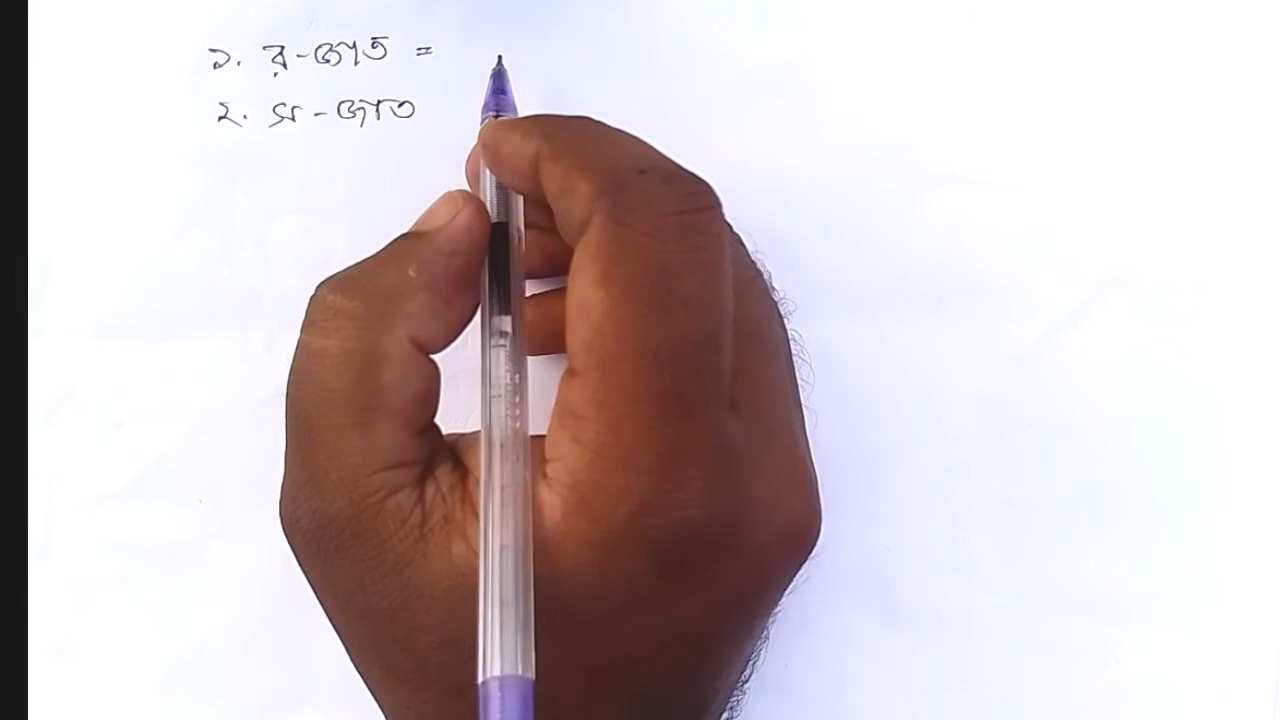 ১. র-জাত =
২. স-জাত